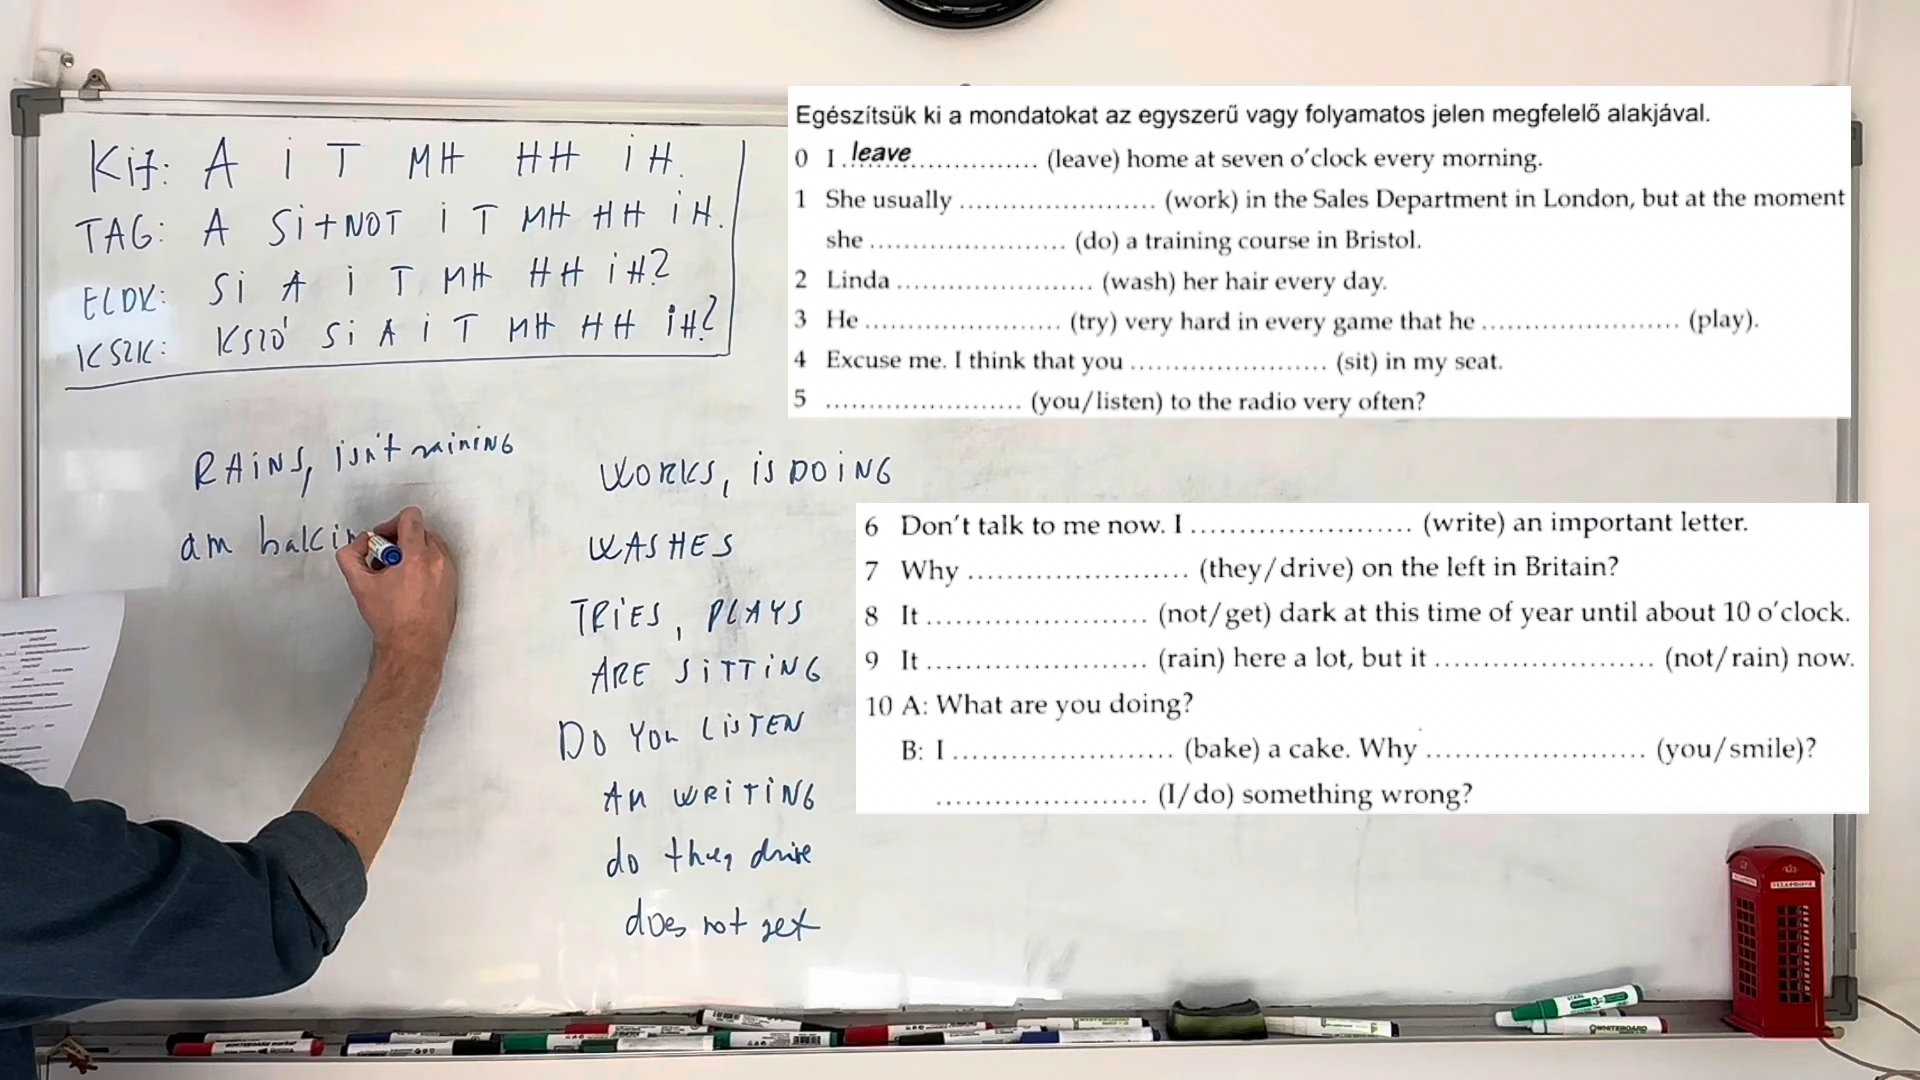 Kif: A i T MH HH iH.
TAG: A Si+NOT i T MH HH iH.
ELDK: Si A i T MH HH iH?
KSZK: KSZÓ Si A i T MH HH iH?
Egészítsük ki a mondatokat az egyszerű vagy folyamatos jelen megfelelő alakjával.
0 I leave (leave) home at seven o'clock every morning.
1 She usually ........................ (work) in the Sales Department in London, but at the moment
she ........................ (do) a training course in Bristol.
2 Linda ........................ (wash) her hair every day.
3 He ........................ (try) very hard in every game that he ........................ (play).
4 Excuse me. I think that you ........................ (sit) in my seat.
5 ........................ (you/listen) to the radio very often?
RAiNS, isn't raining
am baking
WORKS, is DOiNG
WASHES
TRiES, PLAYS
ARE SiTTiNG
DO YOU LiSTEN
AM WRiTiNG
do they drive
does not get
6 Don't talk to me now. I ........................ (write) an important letter.
7 Why ........................ (they/drive) on the left in Britain?
8 It ........................ (not/get) dark at this time of year until about 10 o'clock.
9 It ........................ (rain) here a lot, but it ........................ (not/rain) now.
10 A: What are you doing?
B: I ........................ (bake) a cake. Why ........................ (you/smile)?
........................ (I/do) something wrong?
TELEPHONE